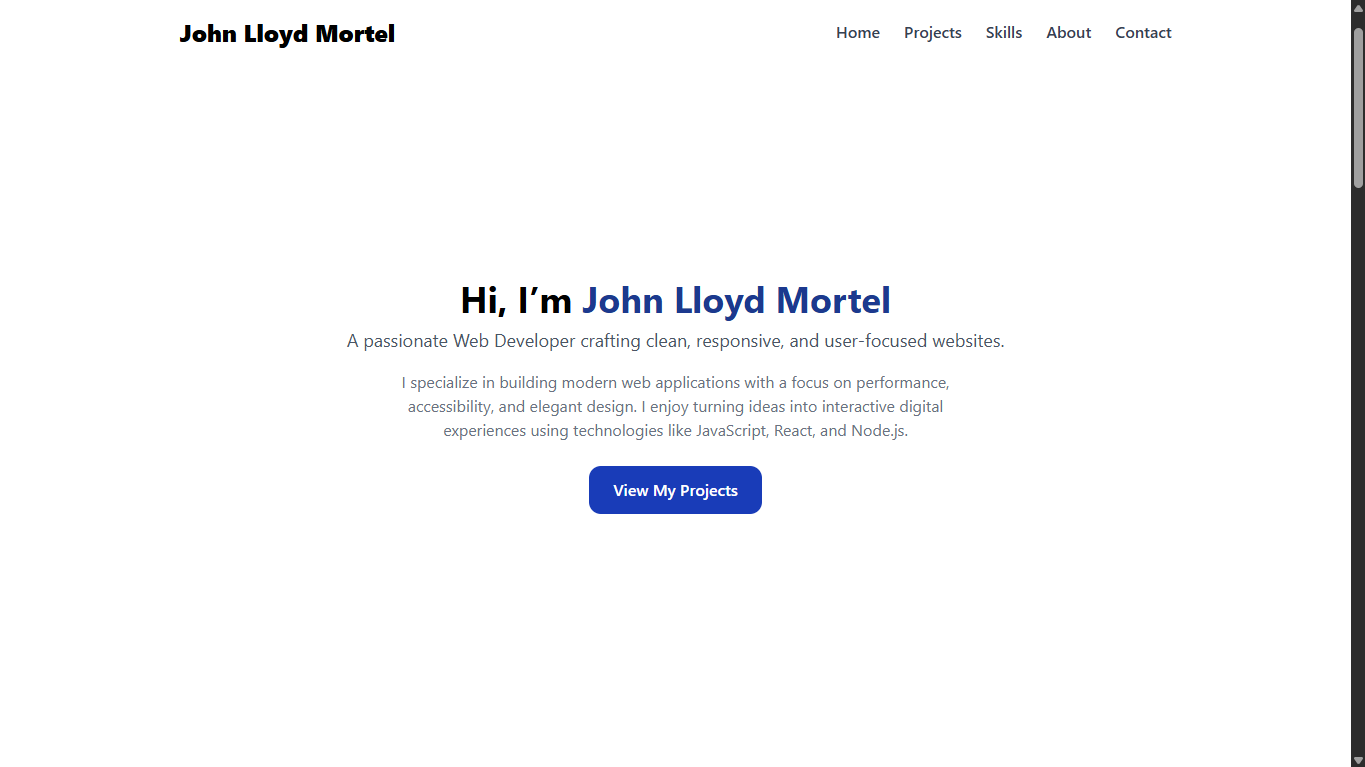 John Lloyd Mortel
Home
Projects
Skills
About
Contact
Hi, I’m John Lloyd Mortel
A passionate Web Developer crafting clean, responsive, and user-focused websites.
I specialize in building modern web applications with a focus on performance,
accessibility, and elegant design. I enjoy turning ideas into interactive digital
experiences using technologies like JavaScript, React, and Node.js.
View My Projects